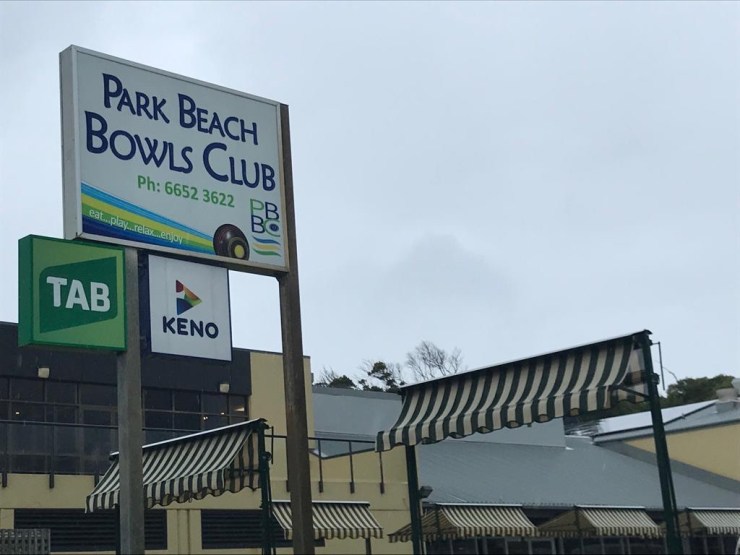 PARK BEACH
BOWLS CLUB
Ph: 6652 3622
eat...play...relax...enjoy
PB
BC
TAB
KENO